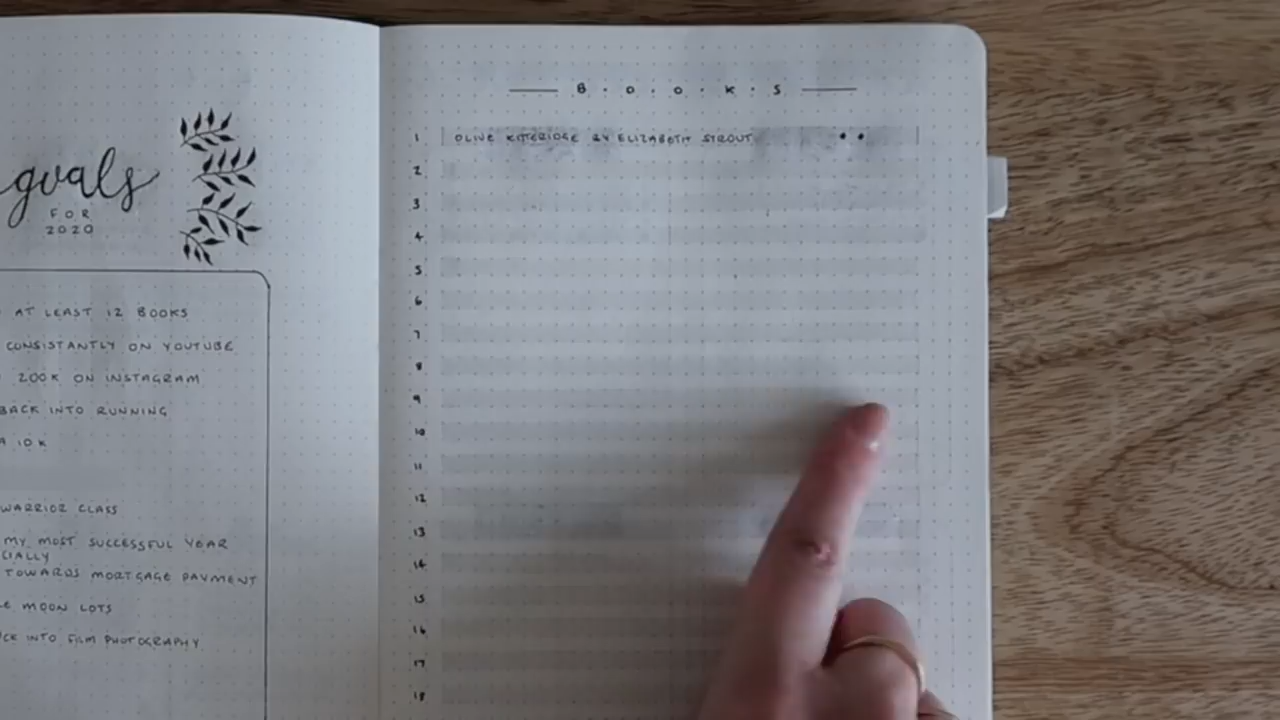 goals
FOR
2020
AT LEAST 12 BOOKS
CONSISTANTLY ON YOUTUBE
200K ON INSTAGRAM
BACK INTO RUNNING
A 10K
WARRIOR CLASS
MY MOST SUCCESSFUL YEAR
CIALLY
TOWARDS MORTGAGE PAYMENT
E MOON LOTS
CK INTO FILM PHOTOGRAPHY
B·O·O·K·S
1 OLIVE KITTERIDGE BY ELIZABETH STROUT
2
3
4
5
6
7
8
9
10
11
12
13
14
15
16
17
18